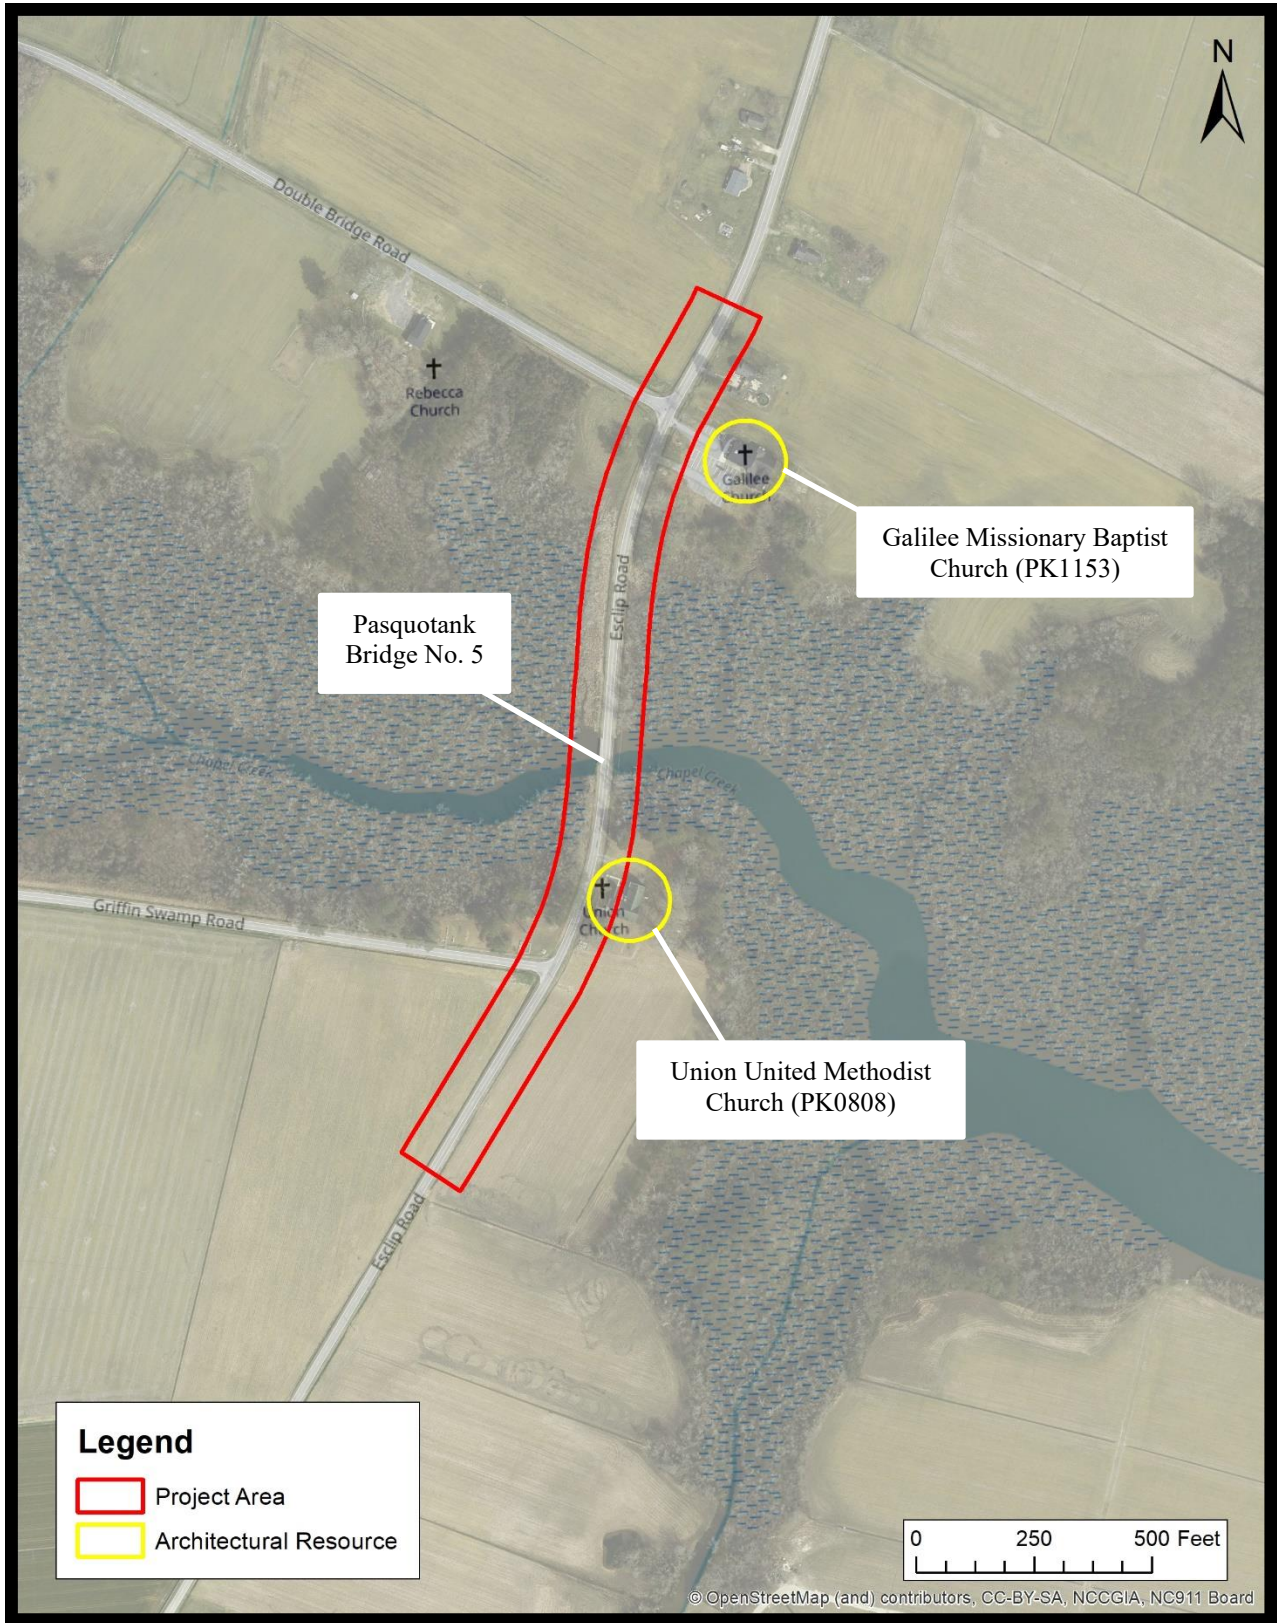 N
Double Bridge Road
Rebecca
Church
Galilee
Church
Galilee Missionary Baptist
Church (PK1153)
Esclip Road
Pasquotank
Bridge No. 5
Chapel Creek
Chapel Creek
Griffin Swamp Road
Union
Church
Union United Methodist
Church (PK0808)
Esclip Road
Legend
Project Area
Architectural Resource
0 250 500 Feet
© OpenStreetMap (and) contributors, CC-BY-SA, NCCGIA, NC911 Board